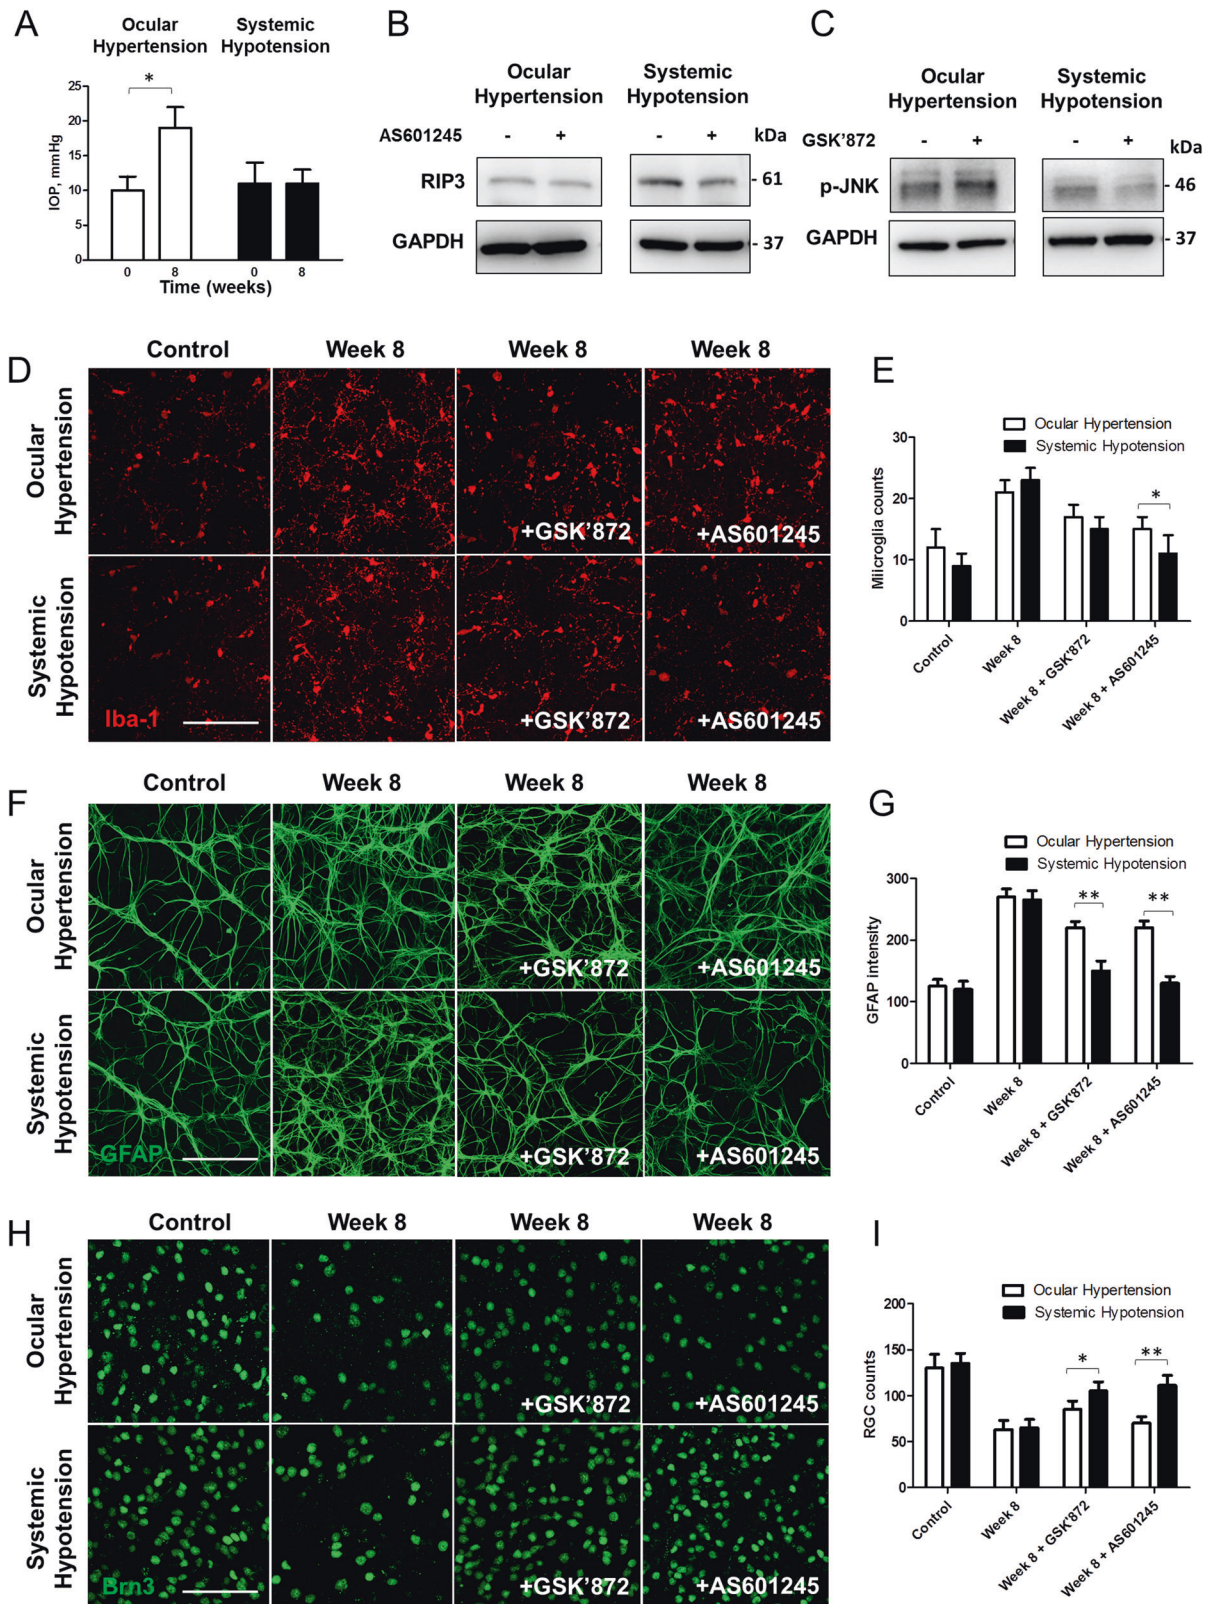 A
Ocular Hypertension
Systemic Hypotension
IOP, mmHg
25
20
15
10
5
0
*
0 8 0 8
Time (weeks)
B
Ocular Hypertension
Systemic Hypotension
AS601245 - + - + kDa
RIP3 - 61
GAPDH - 37
C
Ocular Hypertension
Systemic Hypotension
GSK'872 - + - + kDa
p-JNK - 46
GAPDH - 37
D
Control Week 8 Week 8 Week 8
Ocular Hypertension
+GSK'872 +AS601245
Systemic Hypotension
Iba-1 +GSK'872 +AS601245
E
Ocular Hypertension
Systemic Hypotension
Miicroglia counts
30
20
10
0
*
Control
Week 8
Week 8 + GSK'872
Week 8 + AS601245
F
Control Week 8 Week 8 Week 8
Ocular Hypertension
+GSK'872 +AS601245
Systemic Hypotension
GFAP +GSK'872 +AS601245
G
Ocular Hypertension
Systemic Hypotension
GFAP intensity
300
200
100
0
** **
Control
Week 8
Week 8 + GSK'872
Week 8 + AS601245
H
Control Week 8 Week 8 Week 8
Ocular Hypertension
+GSK'872 +AS601245
Systemic Hypotension
Brn3 +GSK'872 +AS601245
I
Ocular Hypertension
Systemic Hypotension
RGC counts
200
150
100
50
0
* **
Control
Week 8
Week 8 + GSK'872
Week 8 + AS601245